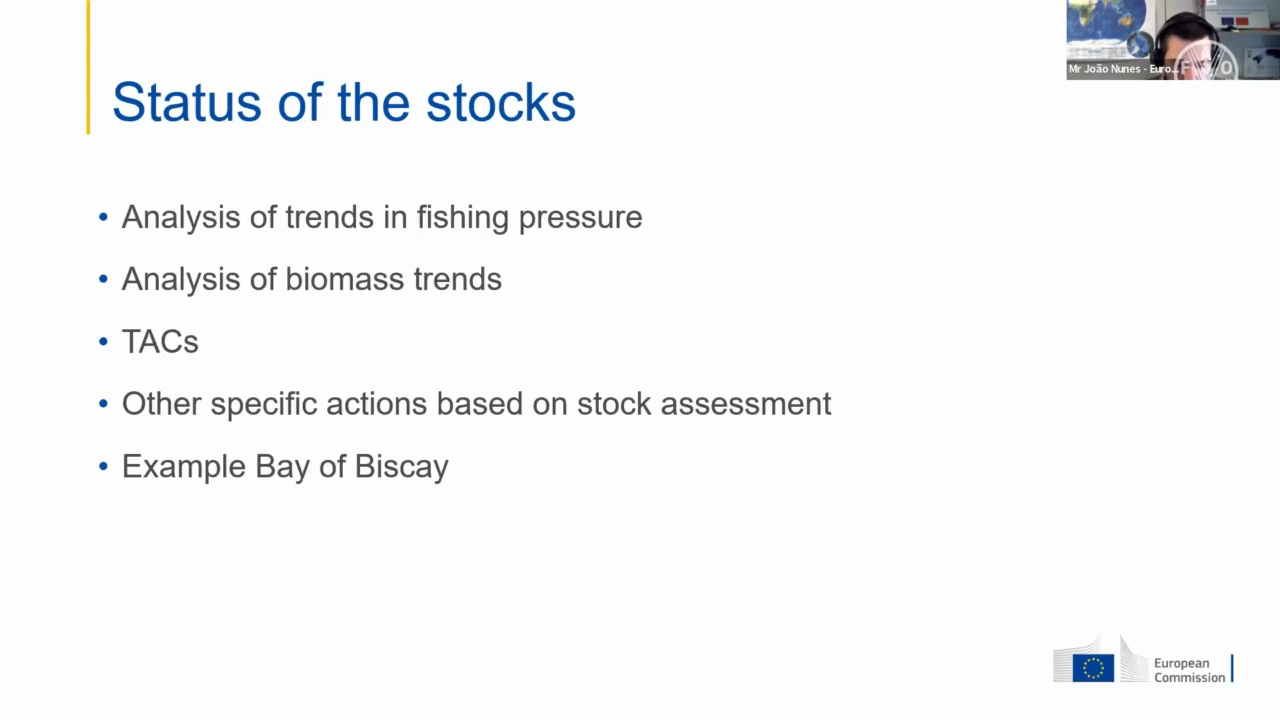 Mr João Nunes - Euro...
Status of the stocks
• Analysis of trends in fishing pressure
• Analysis of biomass trends
• TACs
• Other specific actions based on stock assessment
• Example Bay of Biscay
European
Commission